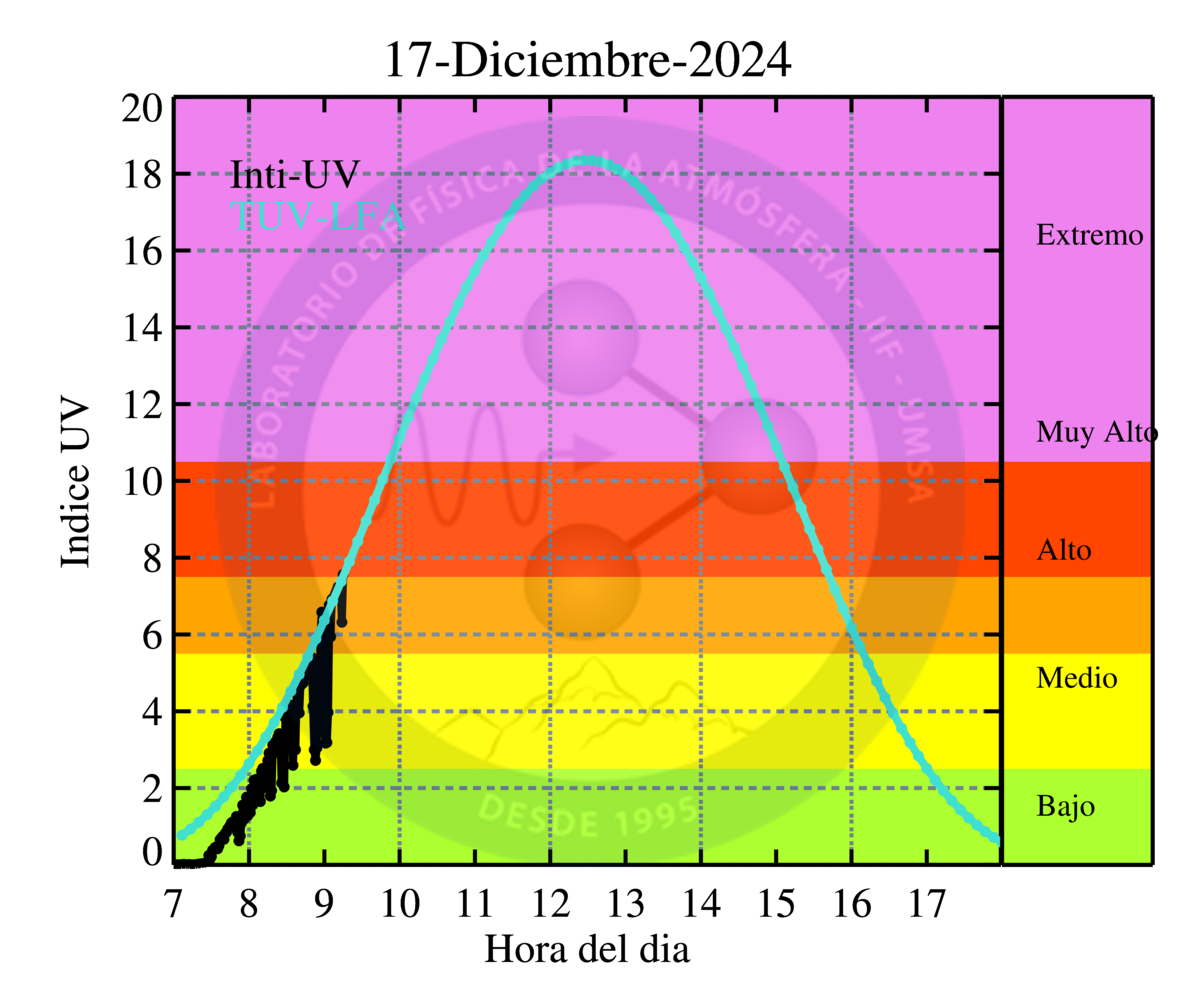 17-Diciembre-2024
20
18
16
14
12
10
8
6
4
2
0
Indice UV
Inti-UV
TUV-LFA
LABORATORIO DE FÍSICA DE LA ATMÓSFERA - IIF - UMSA
DESDE 1995
Extremo
Muy Alto
Alto
Medio
Bajo
7 8 9 10 11 12 13 14 15 16 17
Hora del dia